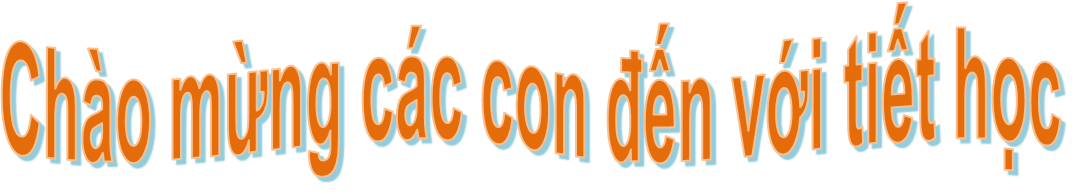 Chào mừng các con đến với tiết học